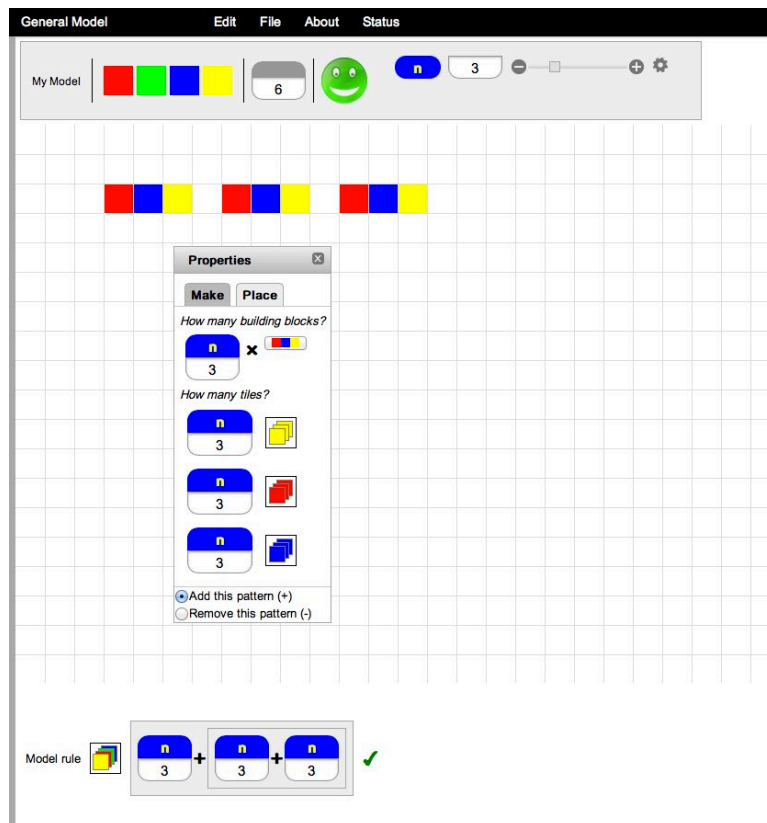 General Model Edit File About Status
My Model 6 n 3
Properties
Make Place
How many building blocks?
n
3
How many tiles?
n
3
n
3
n
3
Add this pattern (+)
Remove this pattern (-)
Model rule n + n + n
3 3 3